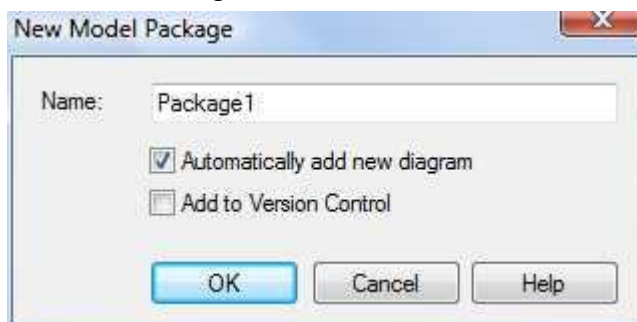 New Model Package
Name: Package1
Automatically add new diagram
Add to Version Control
OK Cancel Help